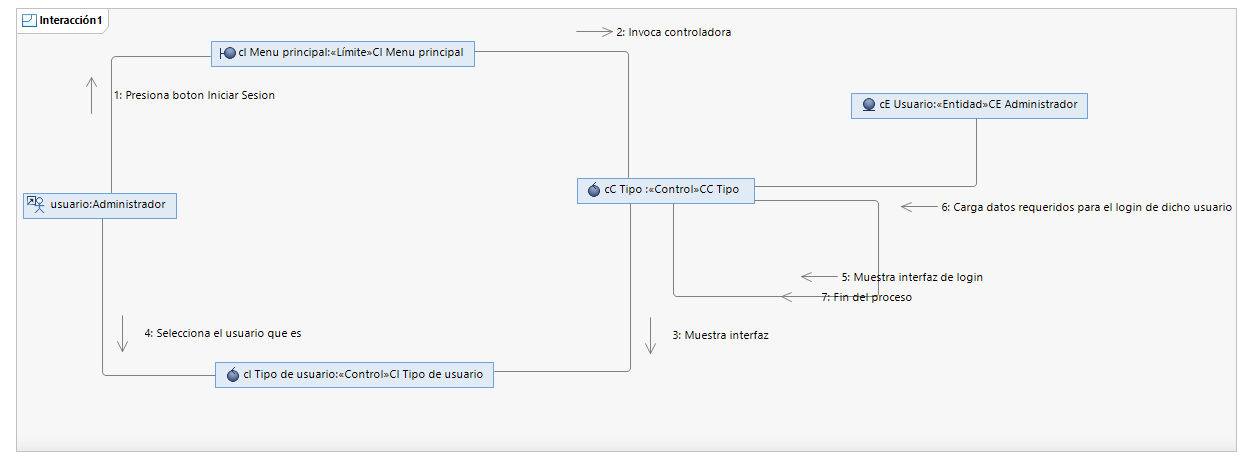 Interacción1
2: Invoca controladora
cI Menu principal:«Límite»CI Menu principal
1: Presiona boton Iniciar Sesion
cE Usuario:«Entidad»CE Administrador
cC Tipo :«Control»CC Tipo
usuario:Administrador
6: Carga datos requeridos para el login de dicho usuario
5: Muestra interfaz de login
7: Fin del proceso
4: Selecciona el usuario que es
3: Muestra interfaz
cI Tipo de usuario:«Control»CI Tipo de usuario